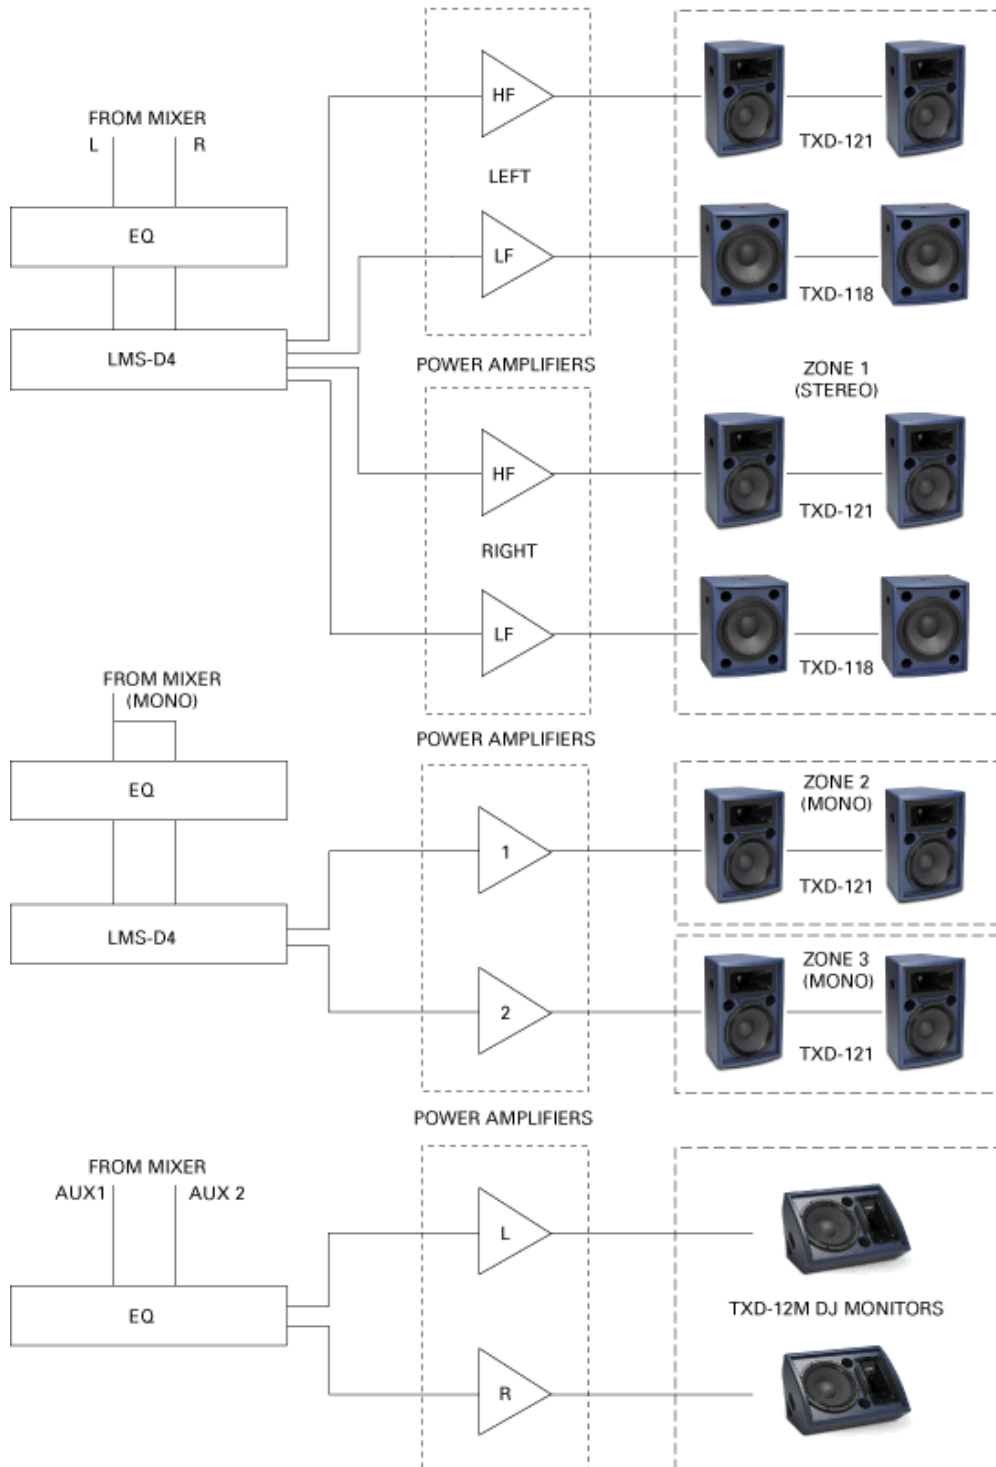 FROM MIXER
L R
EQ
LMS-D4
HF
LEFT
LF
POWER AMPLIFIERS
HF
RIGHT
LF
POWER AMPLIFIERS
TXD-121
TXD-118
ZONE 1
(STEREO)
TXD-121
TXD-118
FROM MIXER
(MONO)
EQ
LMS-D4
1
2
POWER AMPLIFIERS
ZONE 2
(MONO)
TXD-121
ZONE 3
(MONO)
TXD-121
FROM MIXER
AUX1 AUX 2
EQ
L
R
TXD-12M DJ MONITORS